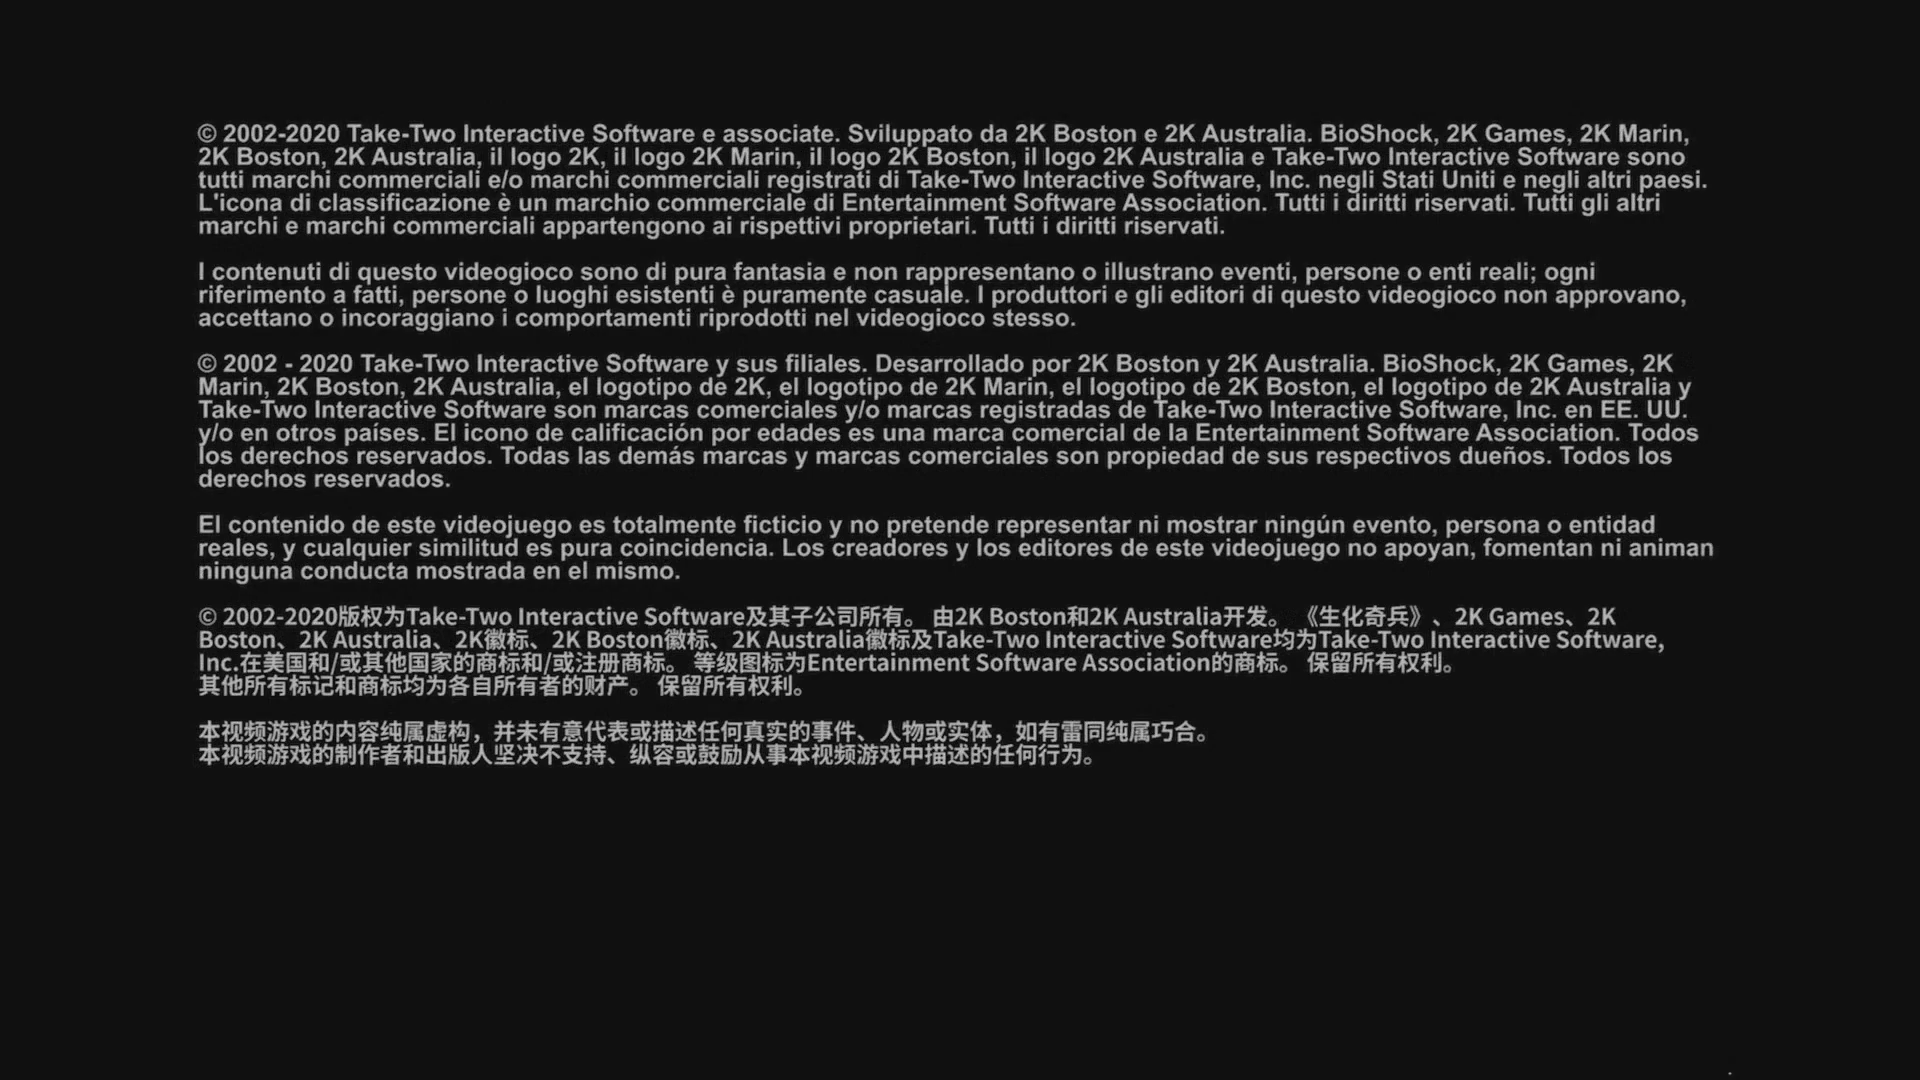 © 2002-2020 Take-Two Interactive Software e associate. Sviluppato da 2K Boston e 2K Australia. BioShock, 2K Games, 2K Marin,
2K Boston, 2K Australia, il logo 2K, il logo 2K Marin, il logo 2K Boston, il logo 2K Australia e Take-Two Interactive Software sono
tutti marchi commerciali e/o marchi commerciali registrati di Take-Two Interactive Software, Inc. negli Stati Uniti e negli altri paesi.
L'icona di classificazione è un marchio commerciale di Entertainment Software Association. Tutti i diritti riservati. Tutti gli altri
marchi e marchi commerciali appartengono ai rispettivi proprietari. Tutti i diritti riservati.
I contenuti di questo videogioco sono di pura fantasia e non rappresentano o illustrano eventi, persone o enti reali; ogni
riferimento a fatti, persone o luoghi esistenti è puramente casuale. I produttori e gli editori di questo videogioco non approvano,
accettano o incoraggiano i comportamenti riprodotti nel videogioco stesso.
© 2002 - 2020 Take-Two Interactive Software y sus filiales. Desarrollado por 2K Boston y 2K Australia. BioShock, 2K Games, 2K
Marin, 2K Boston, 2K Australia, el logotipo de 2K, el logotipo de 2K Marin, el logotipo de 2K Boston, el logotipo de 2K Australia y
Take-Two Interactive Software son marcas comerciales y/o marcas registradas de Take-Two Interactive Software, Inc. en EE. UU.
y/o en otros países. El icono de calificación por edades es una marca comercial de la Entertainment Software Association. Todos
los derechos reservados. Todas las demás marcas y marcas comerciales son propiedad de sus respectivos dueños. Todos los
derechos reservados.
El contenido de este videojuego es totalmente ficticio y no pretende representar ni mostrar ningún evento, persona o entidad
reales, y cualquier similitud es pura coincidencia. Los creadores y los editores de este videojuego no apoyan, fomentan ni animan
ninguna conducta mostrada en el mismo.
© 2002-2020版权为Take-Two Interactive Software及其子公司所有。 由2K Boston和2K Australia开发。 《生化奇兵》、2K Games、2K
Boston、2K Australia、2K徽标、2K Boston徽标、2K Australia徽标及Take-Two Interactive Software均为Take-Two Interactive Software,
Inc.在美国和/或其他国家的商标和/或注册商标。 等级图标为Entertainment Software Association的商标。 保留所有权利。
其他所有标记和商标均为各自所有者的财产。 保留所有权利。
本视频游戏的内容纯属虚构，并未有意代表或描述任何真实的事件、人物或实体，如有雷同纯属巧合。
本视频游戏的制作者和出版人坚决不支持、纵容或鼓励从事本视频游戏中描述的任何行为。